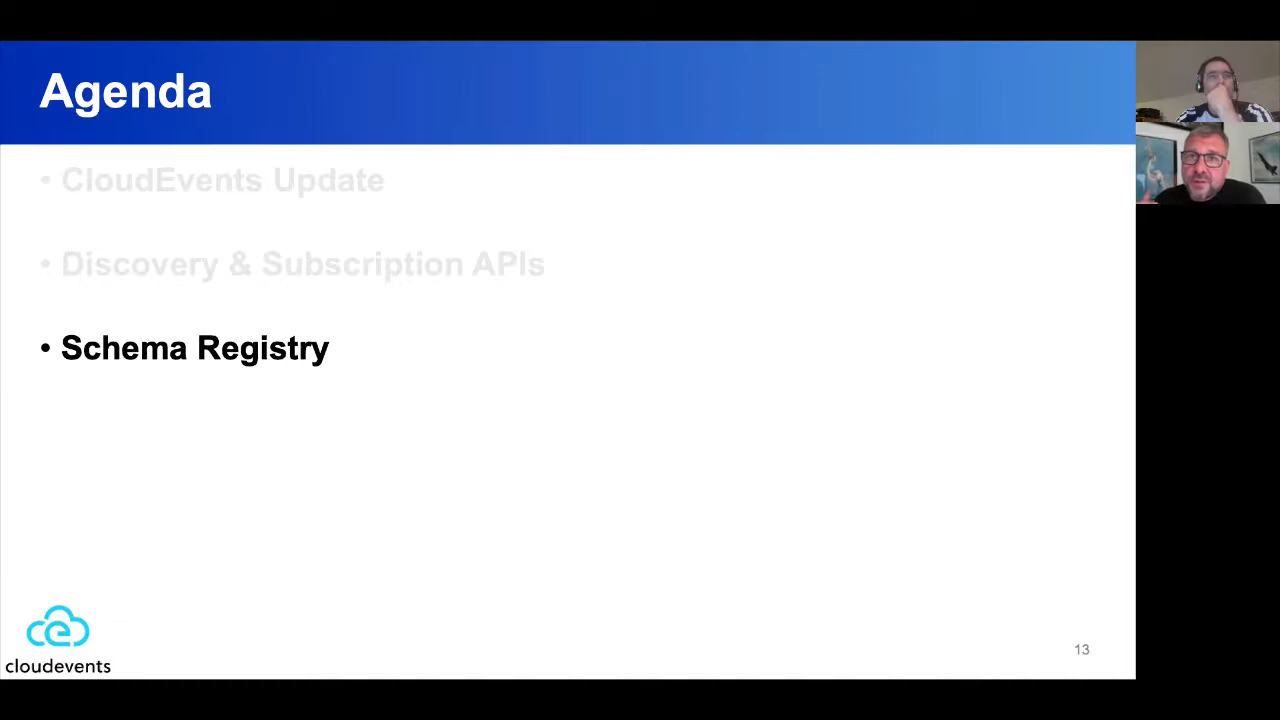 Agenda
• CloudEvents Update
• Discovery & Subscription APIs
• Schema Registry
cloudevents
13